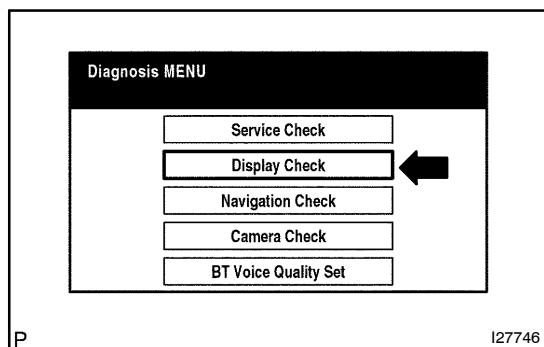 Diagnosis MENU
Service Check
Display Check
Navigation Check
Camera Check
BT Voice Quality Set
P
I27746